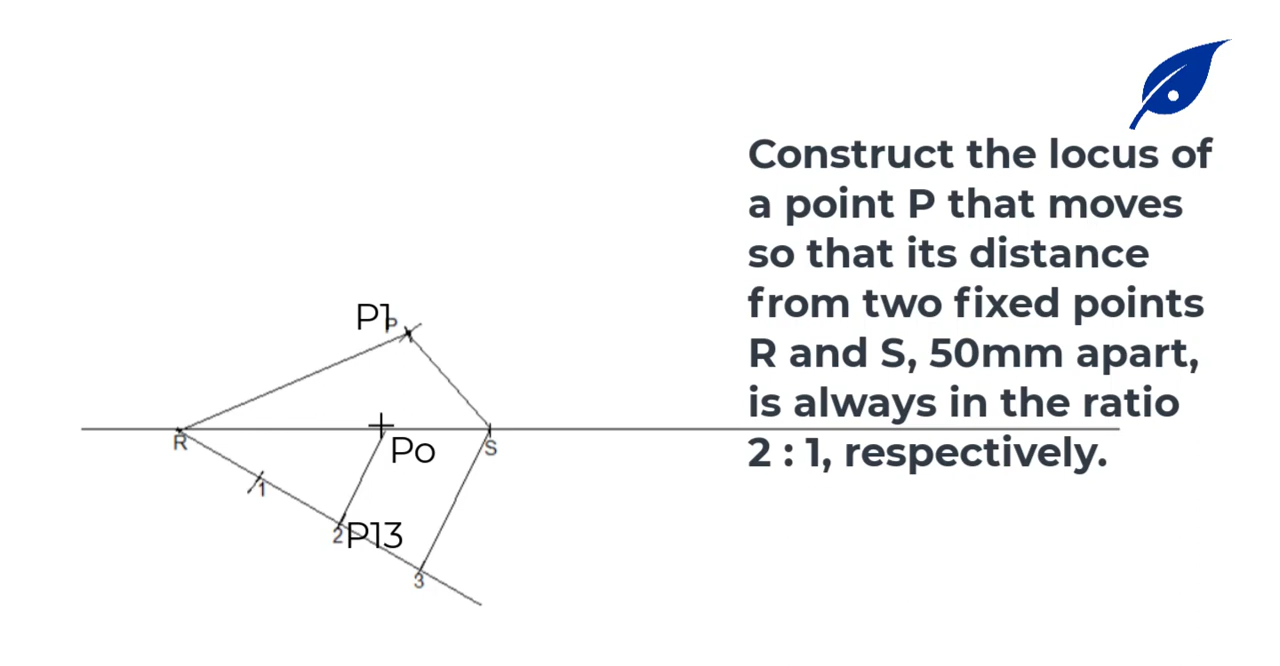 Construct the locus of
a point P that moves
so that its distance
from two fixed points
R and S, 50mm apart,
is always in the ratio
2 : 1, respectively.
P1
P
R
Po
S
1
2
P13
3